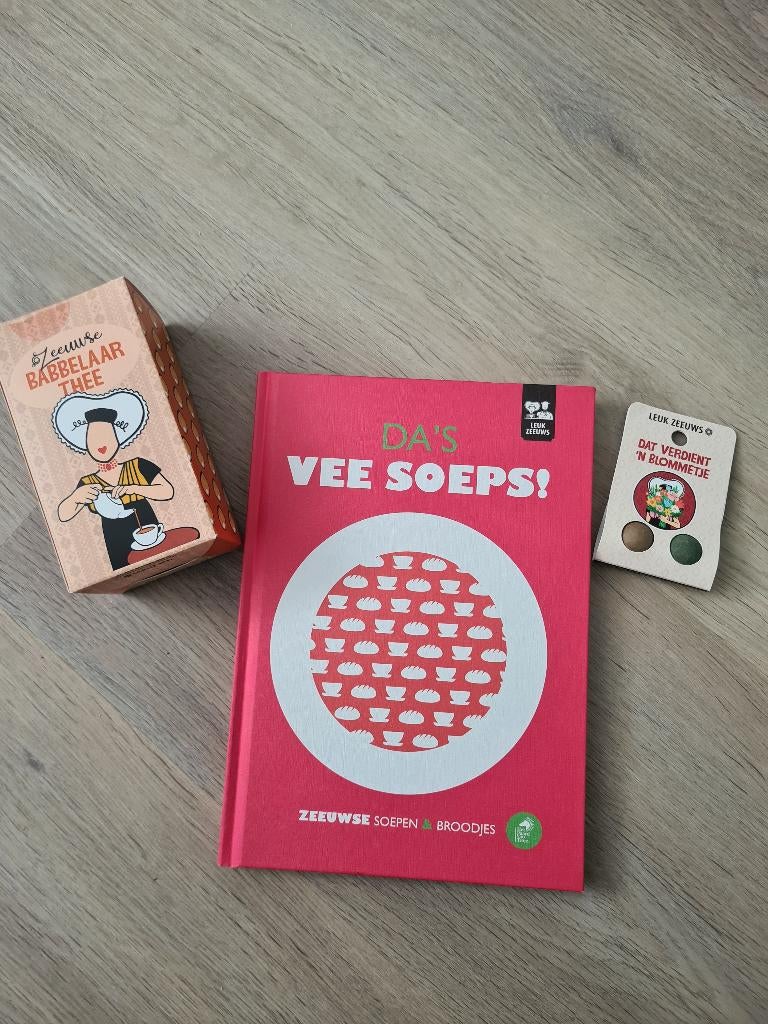 Zeeuwse
BABBELAAR
THEE
DA'S
VEE SOEPS!
LEUK
ZEEUWS
ZEEUWSE SOEPEN & BROODJES
LEUK ZEEUWS
DAT VERDIENT
'N BLOMMETJE